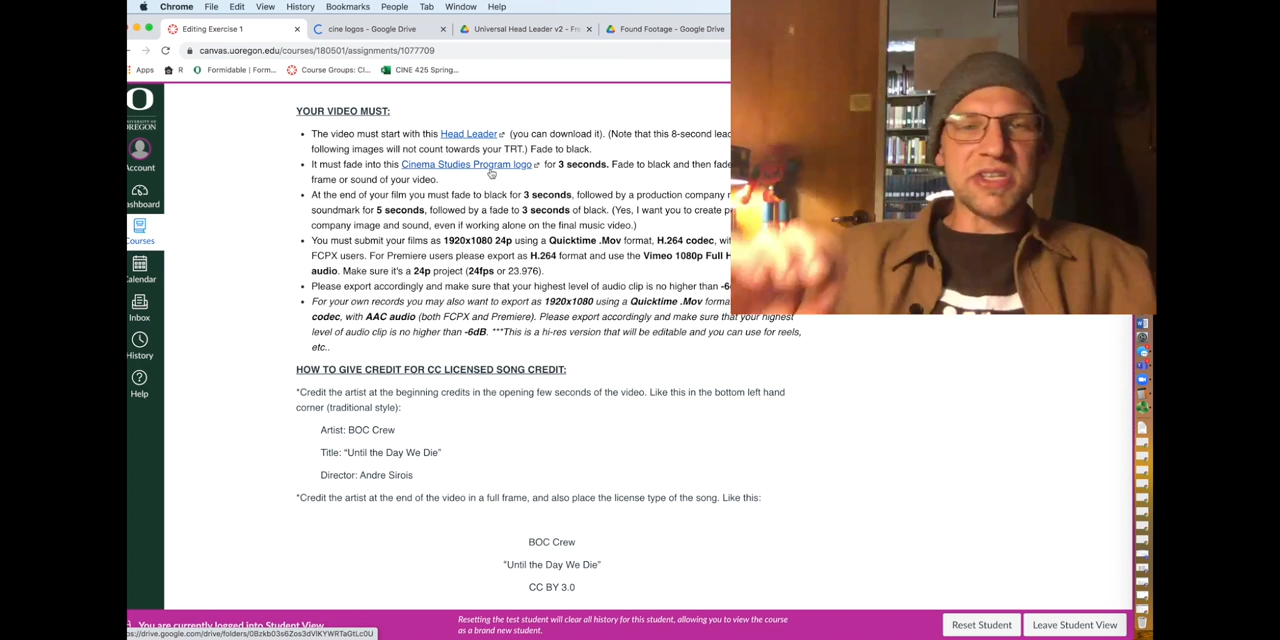 Chrome File Edit View History Bookmarks People Tab Window Help
Editing Exercise 1 cine logos - Google Drive Universal Head Leader v2 - Fr Found Footage - Google Drive
canvas.uoregon.edu/courses/180501/assignments/1077709
Apps R Formidable | Form... Course Groups: CI... CINE 425 Spring...
UNIVERSITY
OF OREGON
Account
Dashboard
Courses
Calendar
Inbox
History
Help
YOUR VIDEO MUST:
The video must start with this Head Leader (you can download it). (Note that this 8-second lea
following images will not count towards your TRT.) Fade to black.
It must fade into this Cinema Studies Program logo for 3 seconds. Fade to black and then fade
frame or sound of your video.
At the end of your film you must fade to black for 3 seconds, followed by a production company
soundmark for 5 seconds, followed by a fade to 3 seconds of black. (Yes, I want you to create p
company image and sound, even if working alone on the final music video.)
You must submit your films as 1920x1080 24p using a Quicktime .Mov format, H.264 codec, wi
FCPX users. For Premiere users please export as H.264 format and use the Vimeo 1080p Full H
audio. Make sure it's a 24p project (24fps or 23.976).
Please export accordingly and make sure that your highest level of audio clip is no higher than -6
For your own records you may also want to export as 1920x1080 using a Quicktime .Mov forma
codec, with AAC audio (both FCPX and Premiere). Please export accordingly and make sure that your highest
level of audio clip is no higher than -6dB. ***This is a hi-res version that will be editable and you can use for reels,
etc..
HOW TO GIVE CREDIT FOR CC LICENSED SONG CREDIT:
*Credit the artist at the beginning credits in the opening few seconds of the video. Like this in the bottom left hand
corner (traditional style):
Artist: BOC Crew
Title: “Until the Day We Die”
Director: Andre Sirois
*Credit the artist at the end of the video in a full frame, and also place the license type of the song. Like this:
BOC Crew
"Until the Day We Die”
CC BY 3.0
You are currently logged into Student View
Resetting the test student will clear all history for this student, allowing you to view the course
as a brand new student.
Reset Student Leave Student View